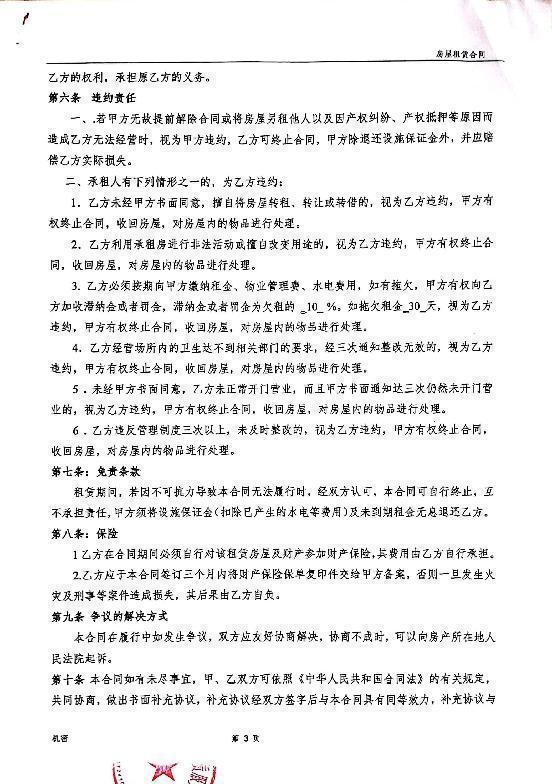 房屋租赁合同
乙方的权利，承担原乙方的义务。
第六条 违约责任
一、.若甲方无故提前解除合同或将房屋另租他人以及因产权纠纷、产权抵押等原因而
造成乙方无法经营时，视为甲方违约，乙方可终止合同，甲方除退还设施保证金外，并应赔
偿乙方实际损失。
二、承租人有下列情形之一的，为乙方违约：
1．乙方未经甲方书面同意，擅自将房屋转租、转让或转借的，视为乙方违约，甲方有
权终止合同，收回房屋，对房屋内的物品进行处理。
2．乙方利用承租房进行非法活动或擅自改变用途的，视为乙方违约，甲方有权终止合
同，收回房屋，对房屋内的物品进行处理。
3．乙方必须按期向甲方缴纳租金、物业管理费、水电费用，如有拖欠，甲方有权向乙
方加收滞纳金或者罚金，滞纳金或者罚金为欠租的 _10_ %。如拖欠租金_30_天，视为乙方
违约，甲方有权终止合同，收回房屋，对房屋内的物品进行处理。
4．乙方经营场所内的卫生达不到相关部门的要求，经三次通知整改无效的，视为乙方
违约，甲方有权终止合同，收回房屋，对房屋内的物品进行处理。
5．未经甲方书面同意，乙方未正常开门营业，而且甲方书面通知达三次仍然未开门营
业的，视为乙方违约，甲方有权终止合同，收回房屋，对房屋内的物品进行处理。
6．乙方违反管理制度三次以上，未及时整改的，视为乙方违约，甲方有权终止合同，
收回房屋，对房屋内的物品进行处理。
第七条：免责条款
租赁期间，若因不可抗力导致本合同无法履行时，经双方认可，本合同可自行终止，互
不承担责任，甲方须将设施保证金（扣除已产生的水电等费用）及未到期租金无息退还乙方。
第八条：保险
1 乙方在合同期间必须自行对该租赁房屋及财产参加财产保险，其费用由乙方自行承担。
2.乙方应于本合同签订三个月内将财产保险保单复印件交给甲方备案，否则一旦发生火
灾及刑事等案件造成损失，其后果由乙方自负。
第九条 争议的解决方式
本合同在履行中如发生争议，双方应友好协商解决，协商不成时，可以向房产所在地人
民法院起诉。
第十条 本合同如有未尽事宜，甲、乙双方可依照《中华人民共和国合同法》的有关规定，
共同协商，做出书面补充协议，补充协议经双方签字后与本合同具有同等效力，补充协议与
机密
第 3 页